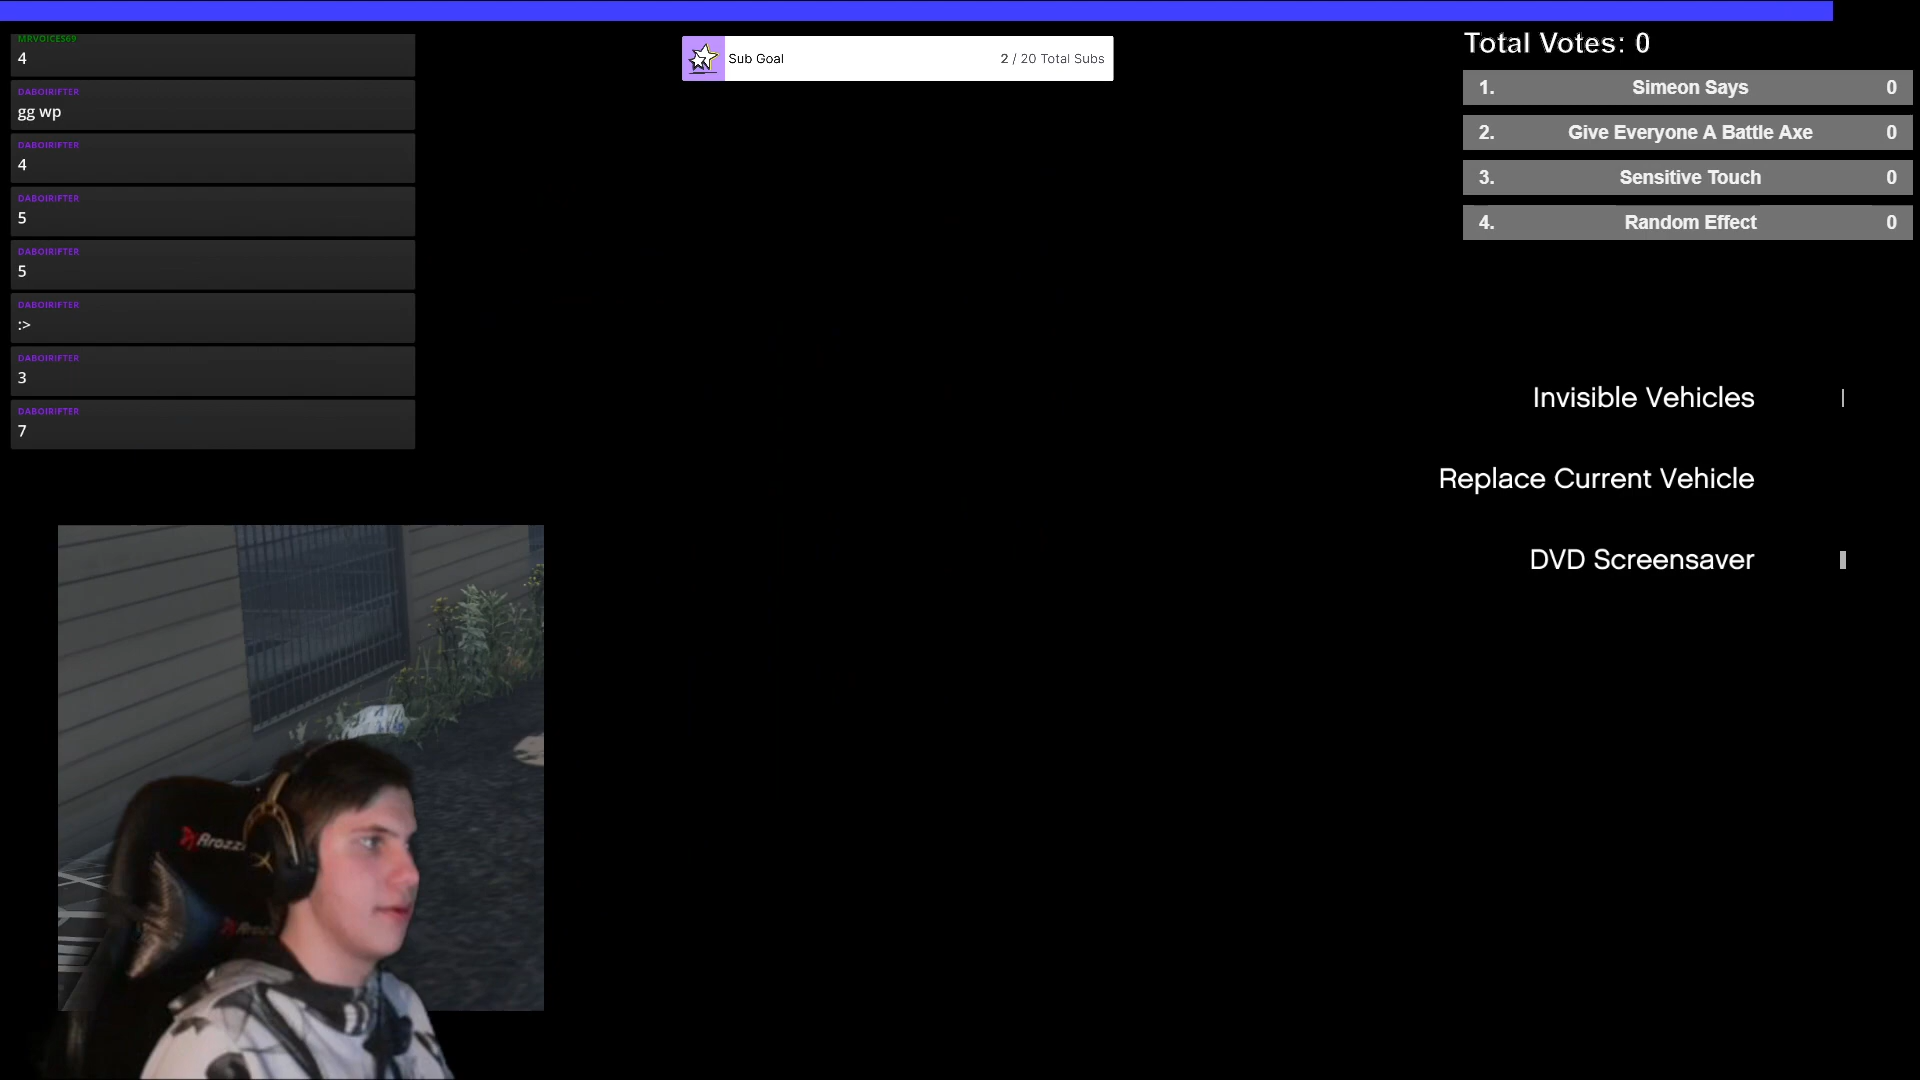 MRVOICES69
4
DABOIRIFTER
gg wp
DABOIRIFTER
4
DABOIRIFTER
5
DABOIRIFTER
5
DABOIRIFTER
:>
DABOIRIFTER
3
DABOIRIFTER
7
Sub Goal 2 / 20 Total Subs
Total Votes: 0
1. Simeon Says 0
2. Give Everyone A Battle Axe 0
3. Sensitive Touch 0
4. Random Effect 0
Invisible Vehicles
Replace Current Vehicle
DVD Screensaver